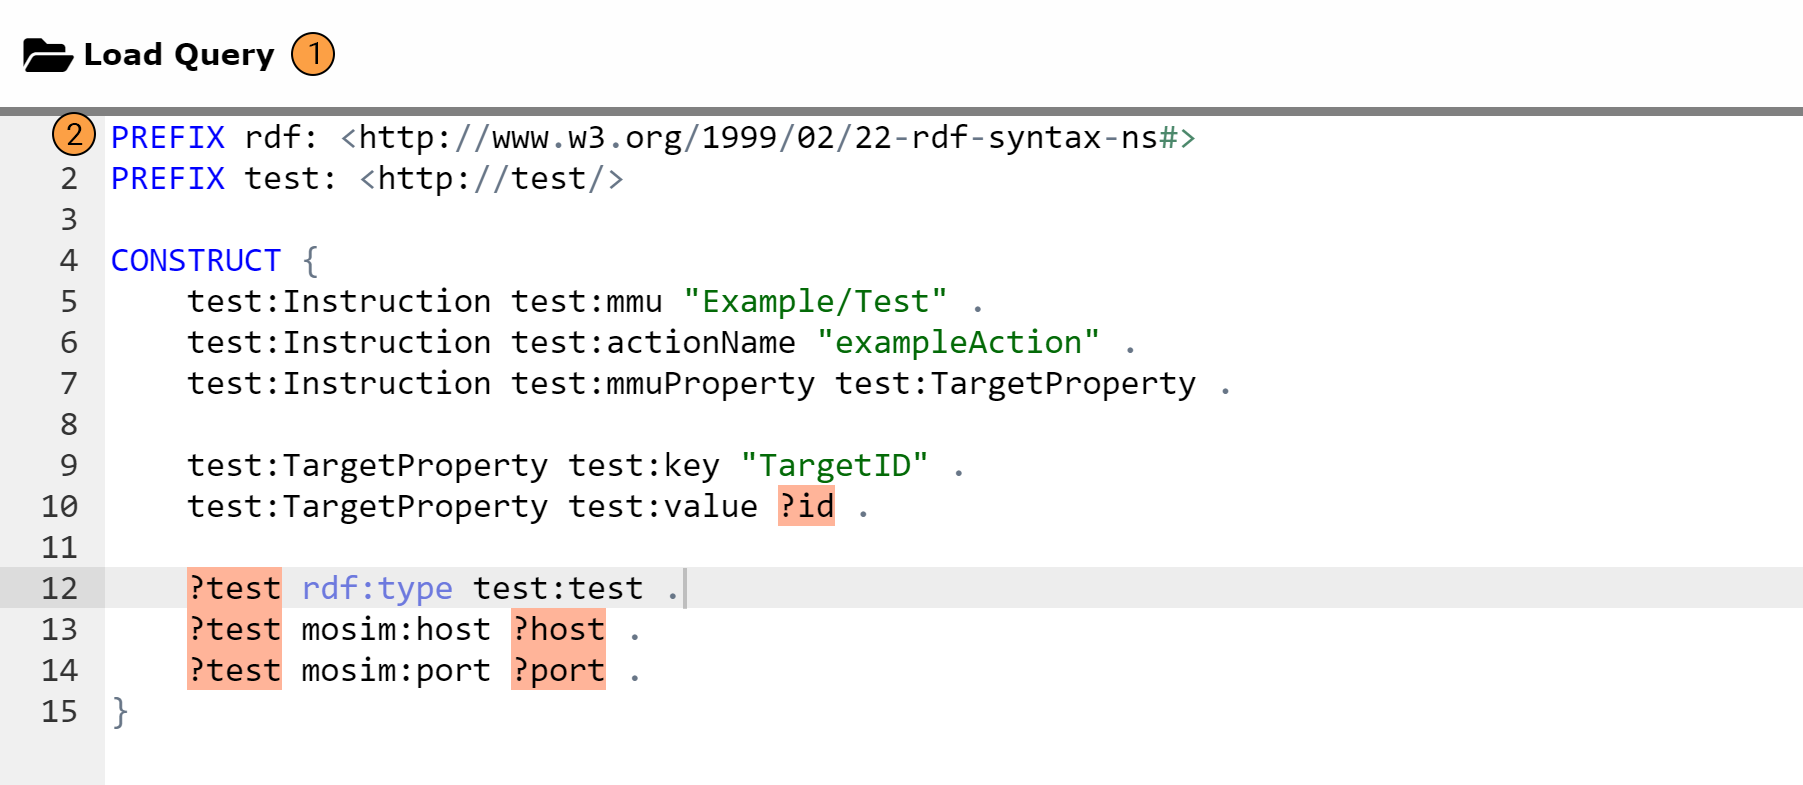 Load Query 1
2 PREFIX rdf: <http://www.w3.org/1999/02/22-rdf-syntax-ns#>
2 PREFIX test: <http://test/>
3
4 CONSTRUCT {
5 test:Instruction test:mmu "Example/Test" .
6 test:Instruction test:actionName "exampleAction" .
7 test:Instruction test:mmuProperty test:TargetProperty .
8
9 test:TargetProperty test:key "TargetID" .
10 test:TargetProperty test:value ?id .
11
12 ?test rdf:type test:test .
13 ?test mosim:host ?host .
14 ?test mosim:port ?port .
15 }